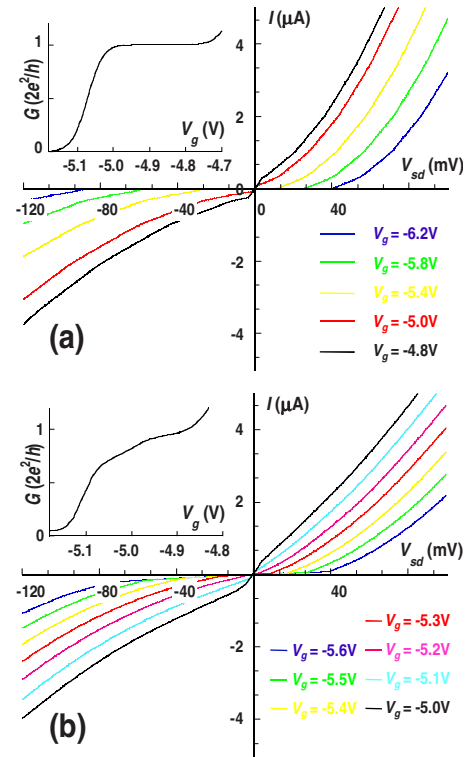 I (μA)
G (2e²/h)
1
0
-5.1 -5.0 -4.9 -4.8 -4.7
V_g (V)
4
2
0
V_sd (mV)
-120 -80 -40 0 40
-2
-4
V_g = -6.2V
V_g = -5.8V
V_g = -5.4V
V_g = -5.0V
V_g = -4.8V
(a)
I (μA)
G (2e²/h)
1
0
-5.1 -5.0 -4.9 -4.8
V_g (V)
4
2
V_sd (mV)
-120 -80 -40 40
-2
-4
V_g = -5.3V
V_g = -5.6V
V_g = -5.2V
V_g = -5.5V
V_g = -5.1V
V_g = -5.4V
V_g = -5.0V
(b)